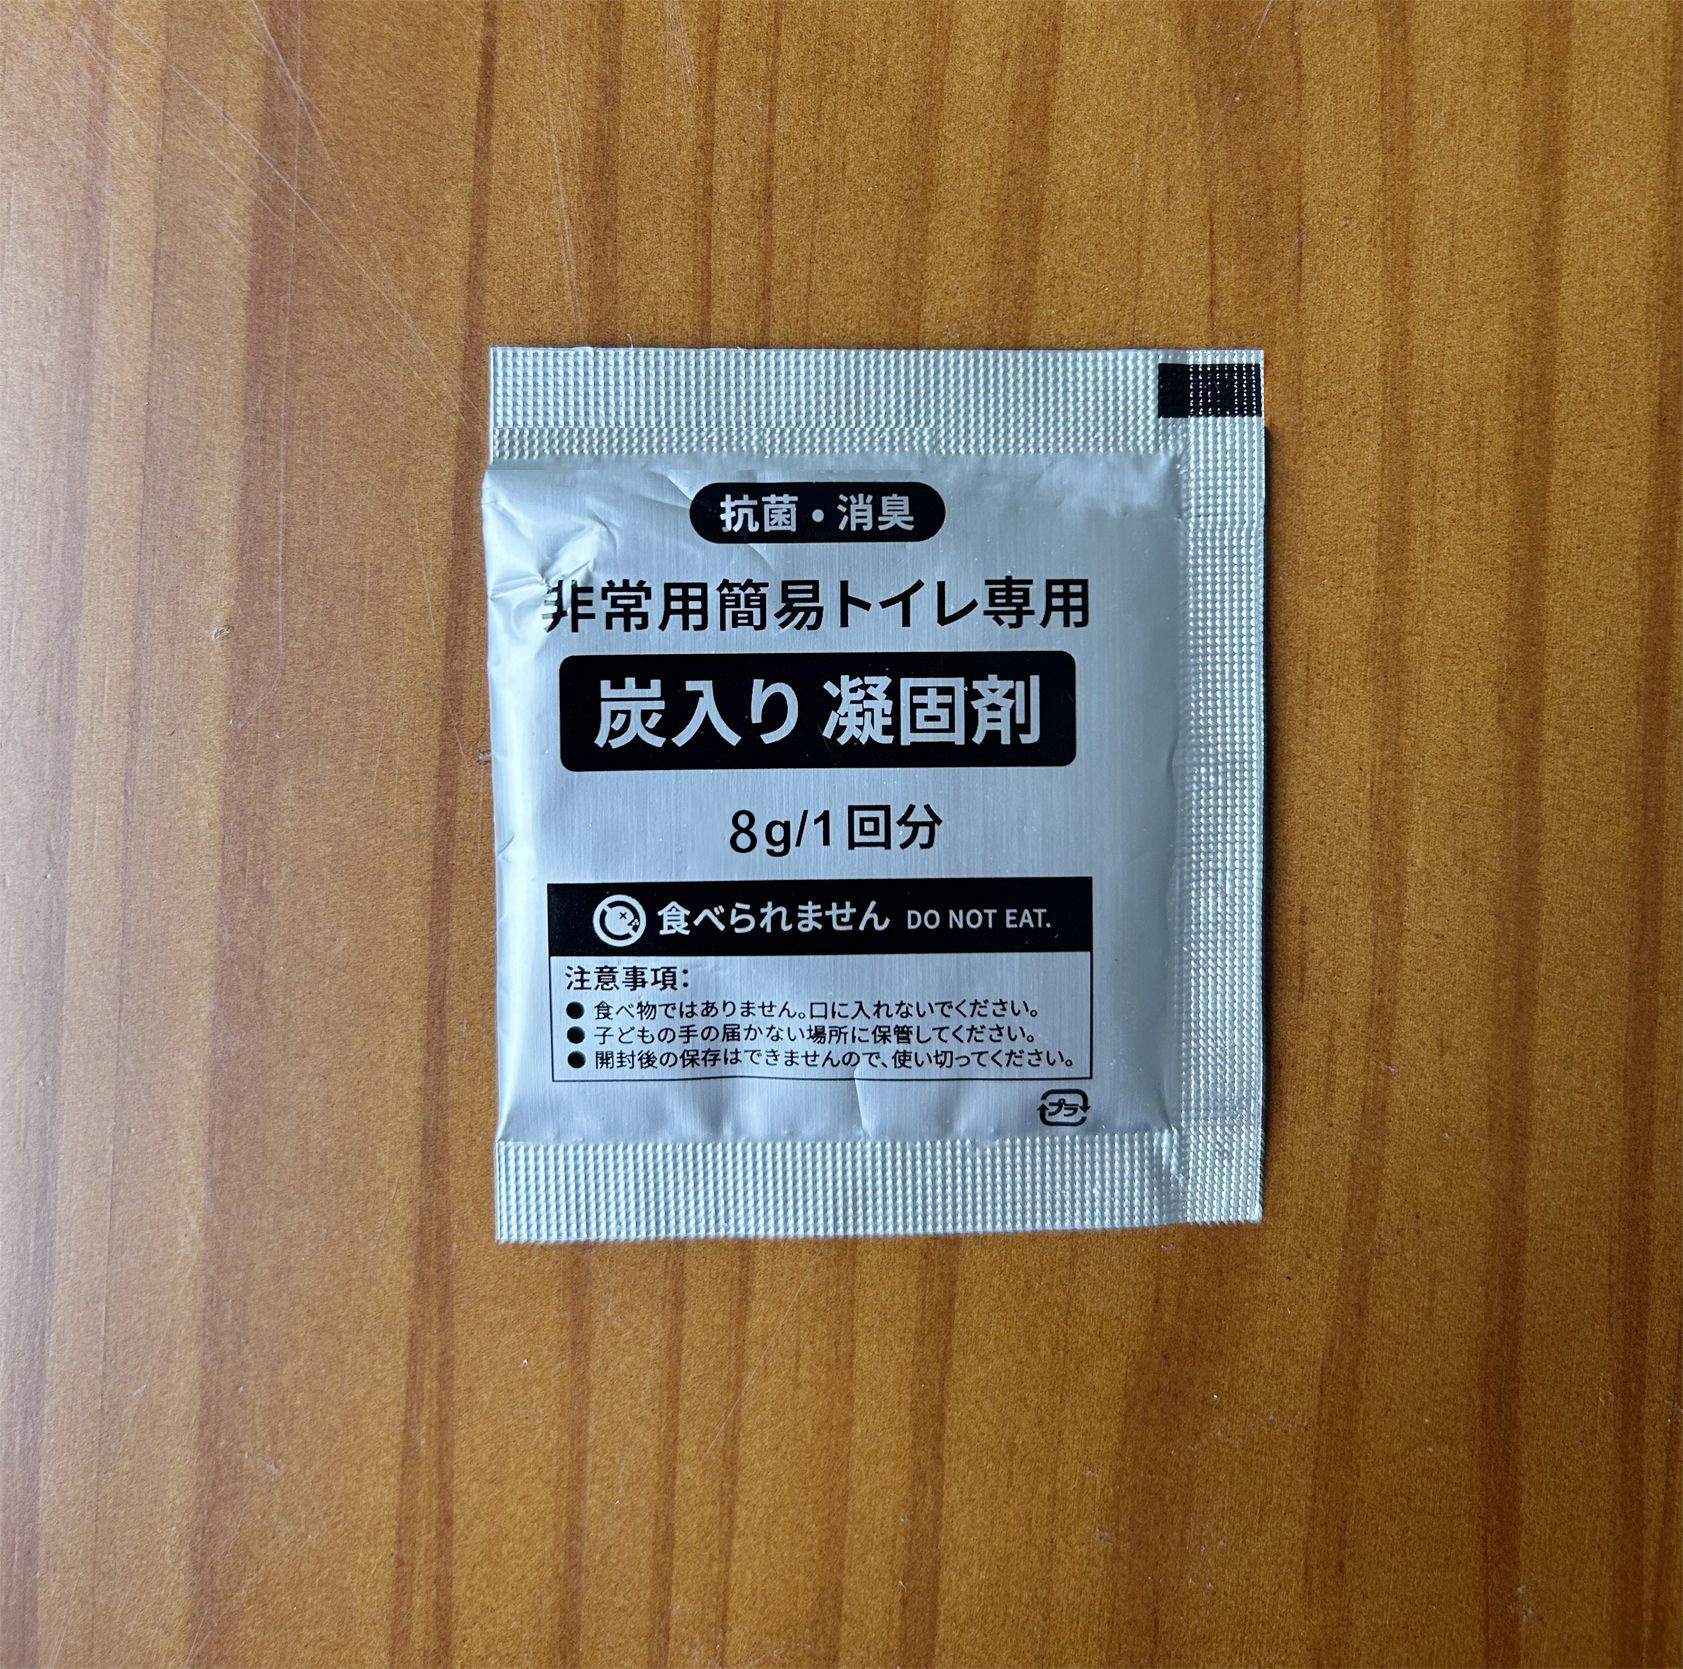 抗菌・消臭
非常用簡易トイレ専用
炭入り 凝固剤
8g/1回分
食べられません DO NOT EAT.
注意事項：
● 食べ物ではありません。口に入れないでください。
● 子どもの手の届かない場所に保管してください。
● 開封後の保存はできませんので、使い切ってください。
プラ